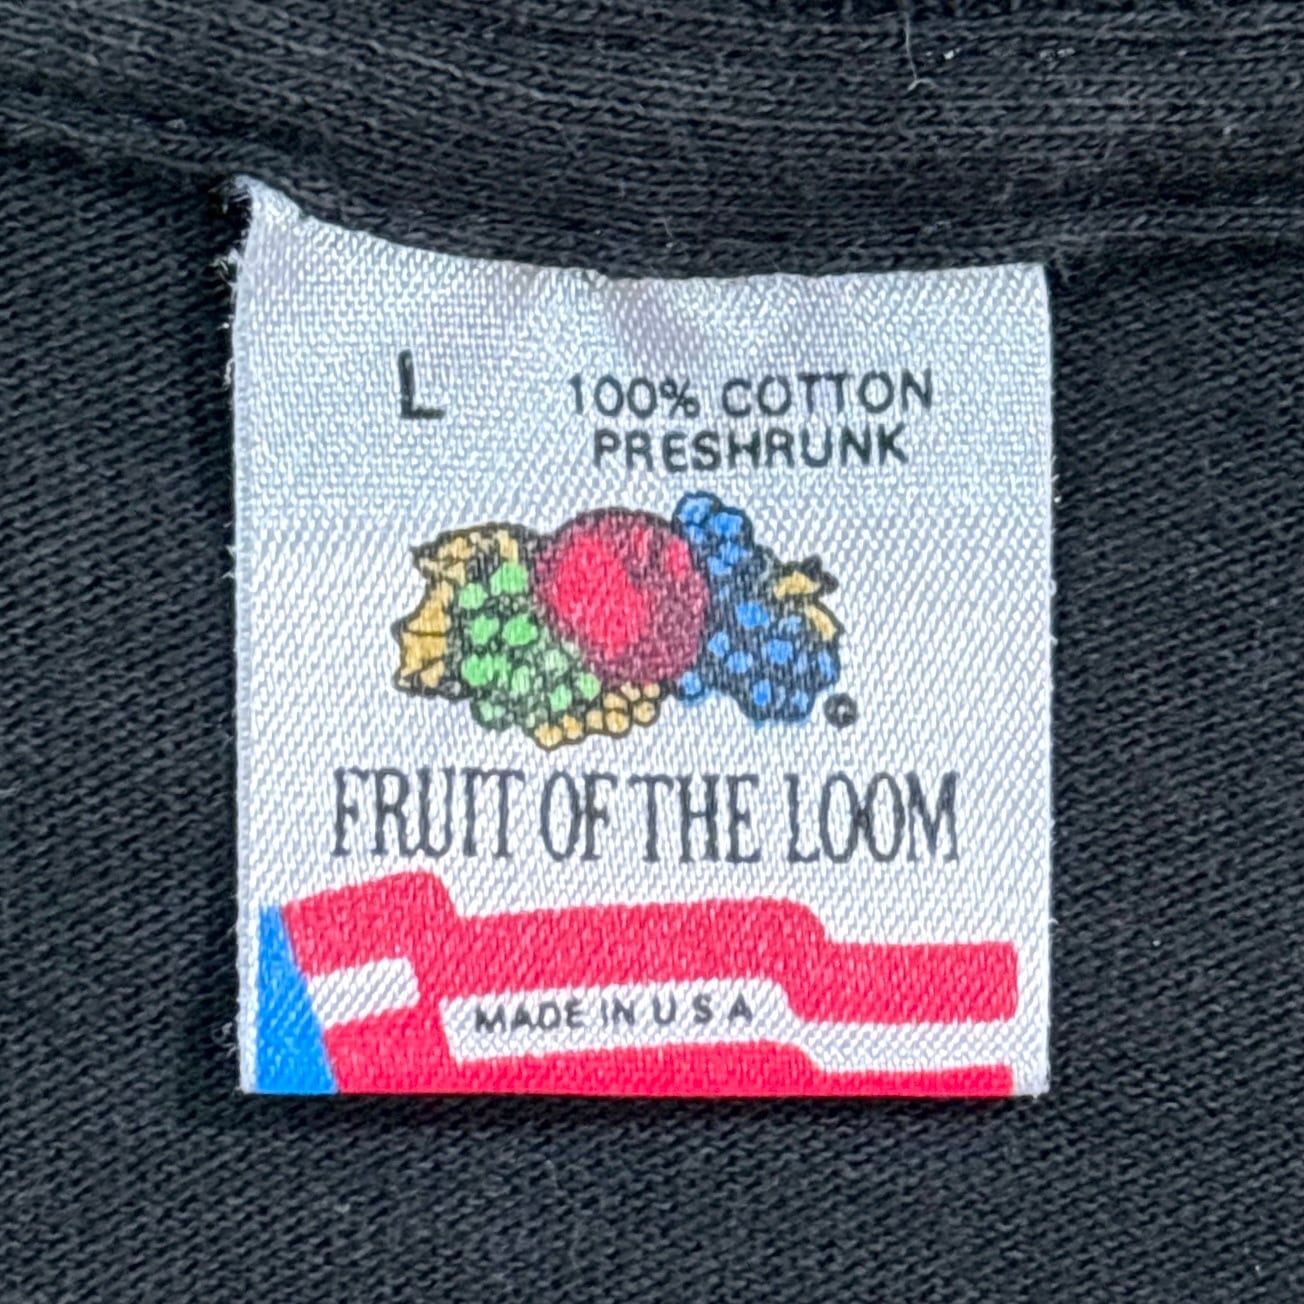 L 100% COTTON
PRESHRUNK
®
FRUIT OF THE LOOM
MADE IN U S A